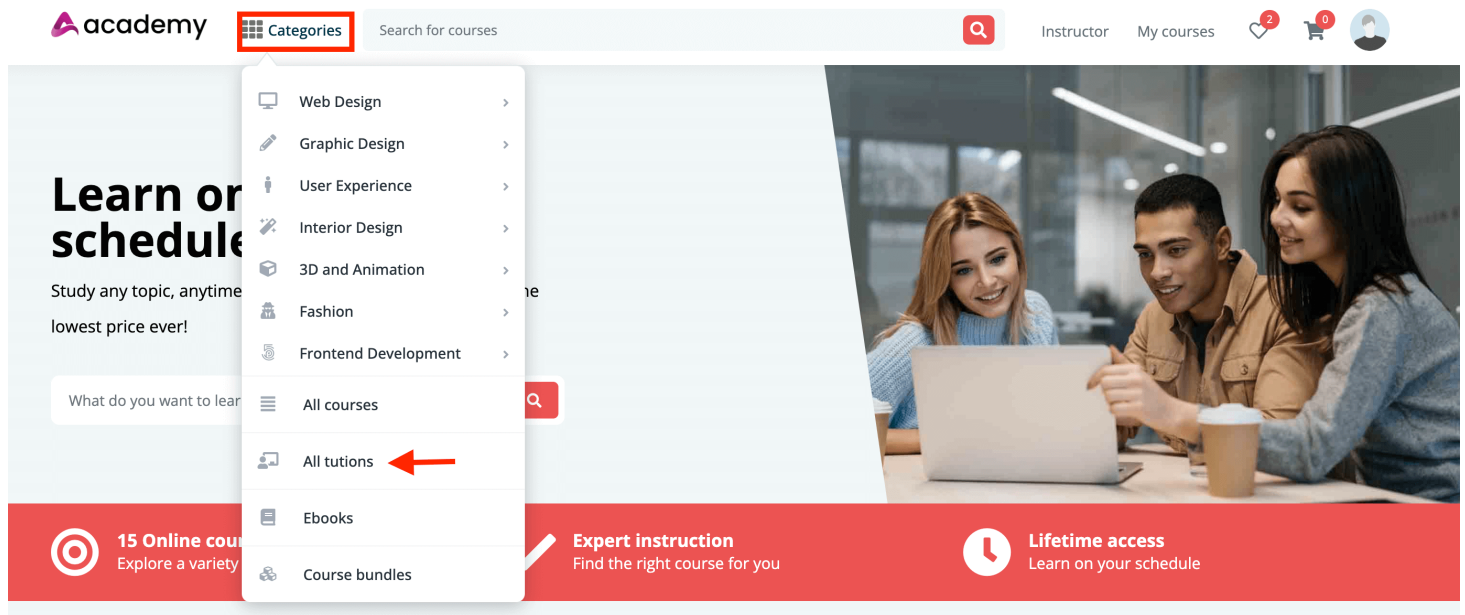 academy
Categories
Search for courses
Instructor
My courses
2
0
Web Design
Graphic Design
User Experience
Interior Design
3D and Animation
Fashion
Frontend Development
All courses
All tutions
Ebooks
Course bundles
Learn on
schedule
Study any topic, anytime
lowest price ever!
What do you want to lear
15 Online cour
Explore a variety
Expert instruction
Find the right course for you
Lifetime access
Learn on your schedule